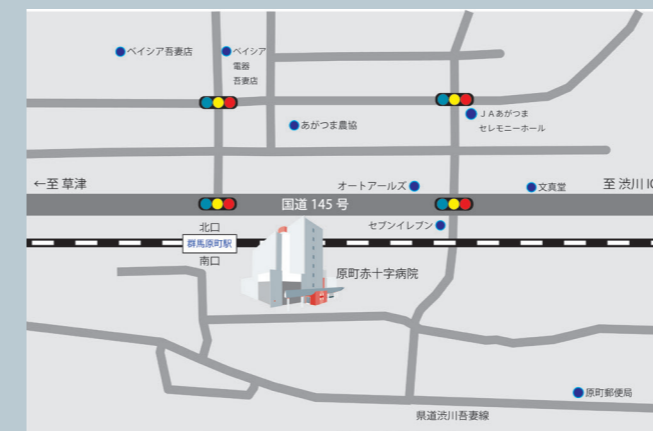 ベイシア吾妻店
ベイシア
電器
吾妻店
あがつま農協
JAあがつま
セレモニーホール
←至 草津
オートアールズ
文真堂
至 渋川 IC
国道 145 号
セブンイレブン
北口
群馬原町駅
南口
原町赤十字病院
原町郵便局
県道渋川吾妻線